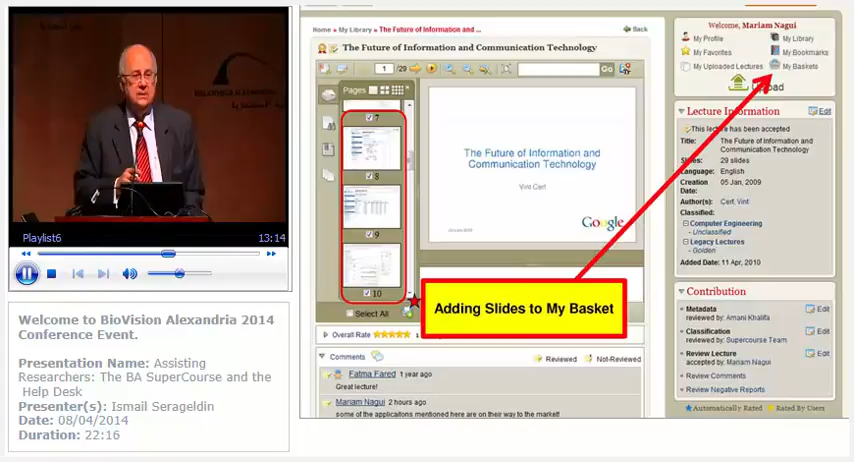 BIOVISION ALEXANDRIA
Playlist6
13:14
Welcome to BioVision Alexandria 2014
Conference Event.
Presentation Name: Assisting
Researchers: The BA SuperCourse and the
Help Desk
Presenter(s): Ismail Serageldin
Date: 08/04/2014
Duration: 22:16
Home » My Library » The Future of Information and ...
Back
The Future of Information and Communication Technology
1 /29
Go
Pages
7
8
9
10
Select All
The Future of Information and
Communication Technology
Vint Cerf
Google
Adding Slides to My Basket
Overall Rate
Comments
Reviewed
Not-Reviewed
Fatma Fared 1 year ago
Great lecture!
Mariam Nagui 2 hours ago
some of the applicaitons mentioned here are on their way to the market!
Welcome, Mariam Nagui
My Profile
My Library
My Favorites
My Bookmarks
My Uploaded Lectures
My Baskets
Lecture Information
Edit
This lecture has been accepted
Title: The Future of Information and
Communication Technology
Slides: 29 slides
Language: English
Creation
Date: 05 Jan, 2009
Author(s): Cerf, Vint
Classified:
Computer Engineering
- Unclassified
Legacy Lectures
- Golden
Added Date: 11 Apr, 2010
Contribution
Metadata
Edit
reviewed by: Amani Khalifa
Classification
Edit
reviewed by: Supercourse Team
Review Lecture
Edit
accepted by: Mariam Nagui
Review Comments
Review Negative Reports
Automatically Rated
Rated By Users